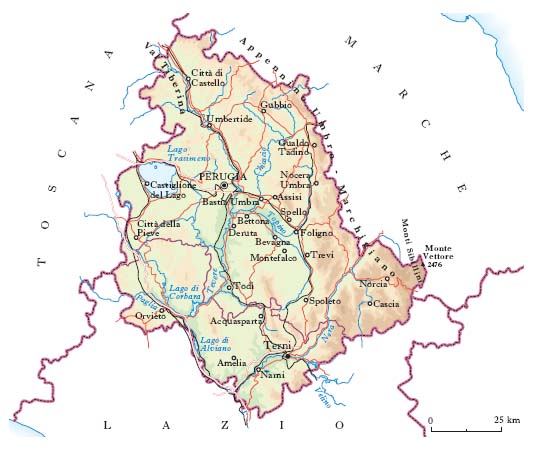 TOSCANA
MARCHE
LAZIO
Appennino Umbro-Marchigiano
Val Tiberina
Città di
Castello
Gubbio
Umbertide
Lago
Trasimeno
Chiascio
Gualdo
Tadino
PERUGIA
Nocera
Umbra
Castiglione
del Lago
Bastia Umbra
Assisi
Spello
Bettona
Topino
Città della
Pieve
Deruta
Foligno
Bevagna
Montefalco
Trevi
Monti Sibillini
Monte
Vettore
2476
Norcia
Cascia
Tevere
Lago di
Corbara
Todi
Paglia
Orvieto
Spoleto
Acquasparta
Nera
Lago di
Alviano
Terni
Amelia
Narni
Velino
0 25 km